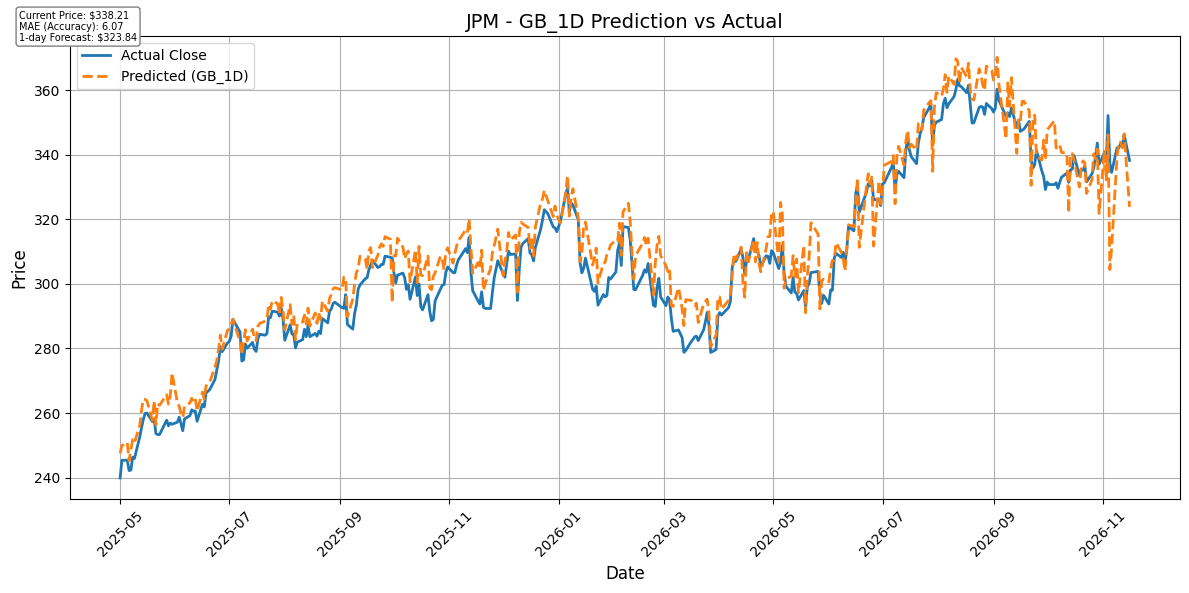 JPM - GB_1D Prediction vs Actual
Current Price: $338.21
MAE (Accuracy): 6.07
1-day Forecast: $323.84
Actual Close
Predicted (GB_1D)
Price
360
340
320
300
280
260
240
2025-05
2025-07
2025-09
2025-11
2026-01
2026-03
2026-05
2026-07
2026-09
2026-11
Date